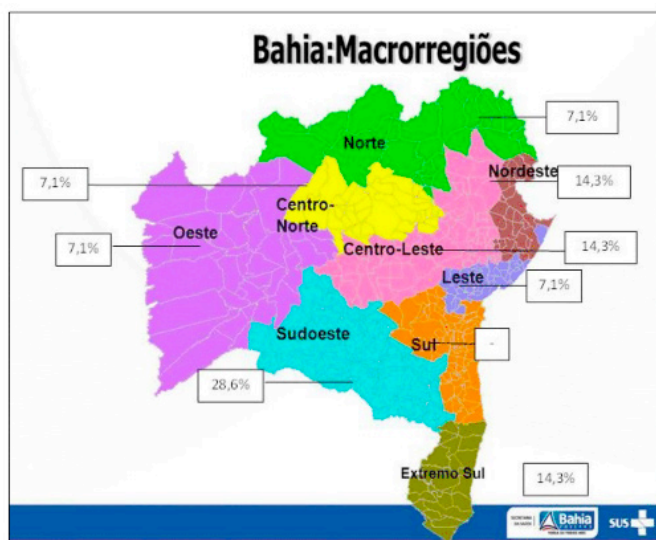 Bahia:Macrorregiões
7,1%
Norte
Nordeste
7,1%
14,3%
Centro-
Norte
Oeste
Centro-Leste
7,1%
14,3%
Leste
7,1%
Sudoeste
Sul
-
28,6%
Extremo Sul
14,3%
Bahia
SUS